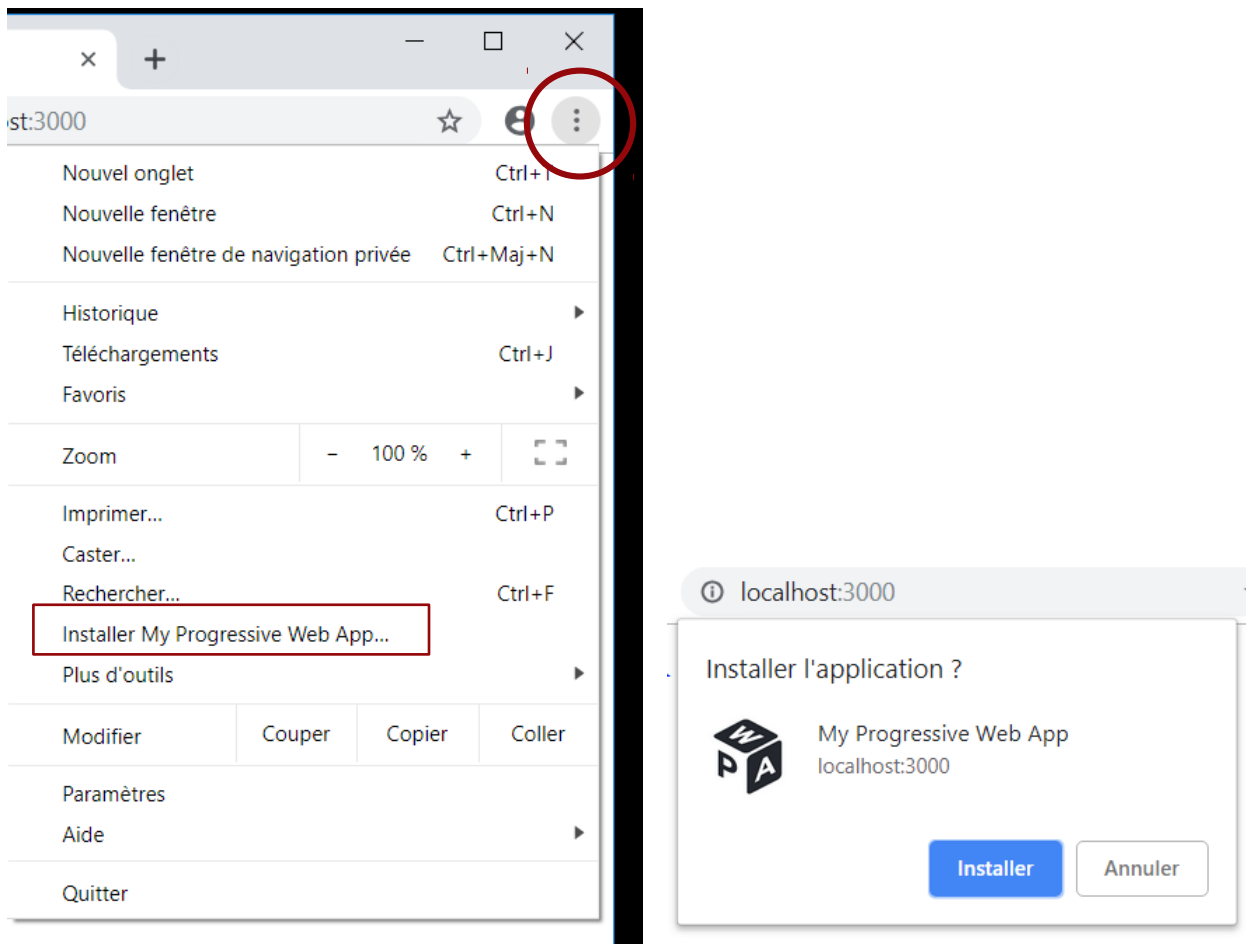 ost:3000
Nouvel onglet Ctrl+T
Nouvelle fenêtre Ctrl+N
Nouvelle fenêtre de navigation privée Ctrl+Maj+N
Historique
Téléchargements Ctrl+J
Favoris
Zoom - 100 % +
Imprimer... Ctrl+P
Caster...
Rechercher... Ctrl+F
Installer My Progressive Web App...
Plus d'outils
Modifier Couper Copier Coller
Paramètres
Aide
Quitter
localhost:3000
Installer l'application ?
PWA
My Progressive Web App
localhost:3000
Installer Annuler